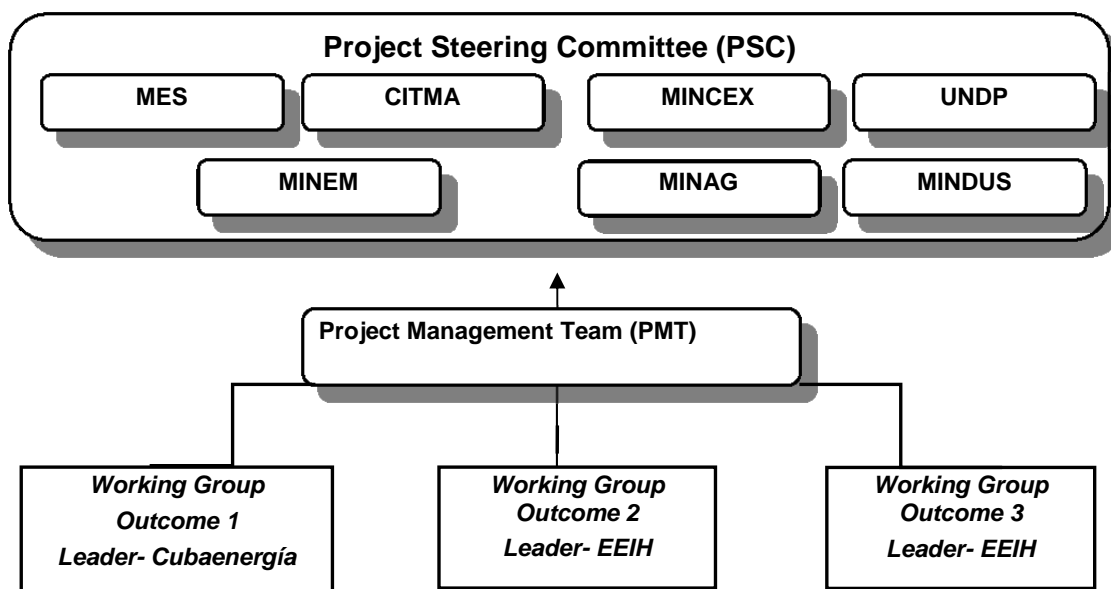 Project Steering Committee (PSC)
MES
CITMA
MINCEX
UNDP
MINEM
MINAG
MINDUS
Project Management Team (PMT)
Working Group
Outcome 1
Leader- Cubaenergía
Working Group
Outcome 2
Leader- EEIH
Working Group
Outcome 3
Leader- EEIH